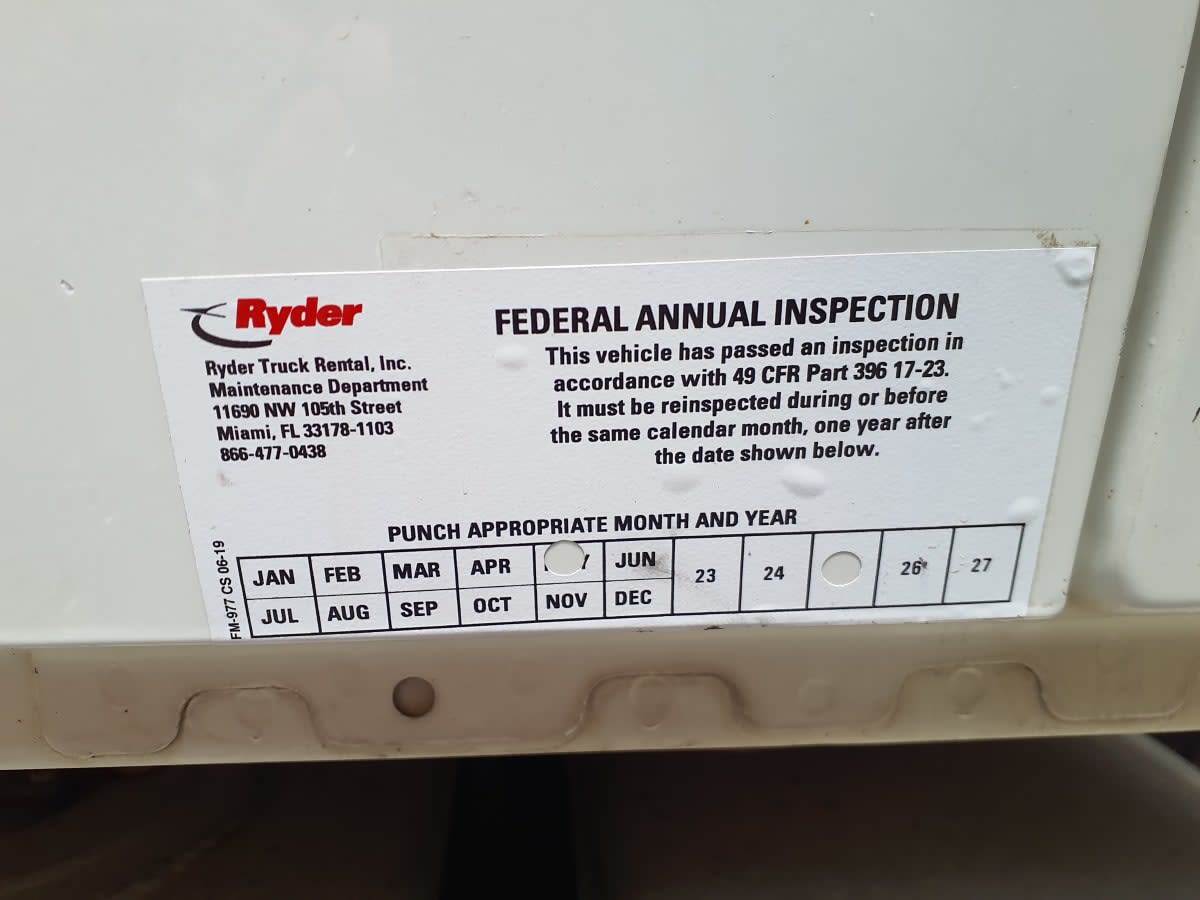 Ryder
Ryder Truck Rental, Inc.
Maintenance Department
11690 NW 105th Street
Miami, FL 33178-1103
866-477-0438
FEDERAL ANNUAL INSPECTION
This vehicle has passed an inspection in
accordance with 49 CFR Part 396 17-23.
It must be reinspected during or before
the same calendar month, one year after
the date shown below.
PUNCH APPROPRIATE MONTH AND YEAR
JAN FEB MAR APR JUN 23 24 26 27
JUL AUG SEP OCT NOV DEC
FM-977 CS 06-19